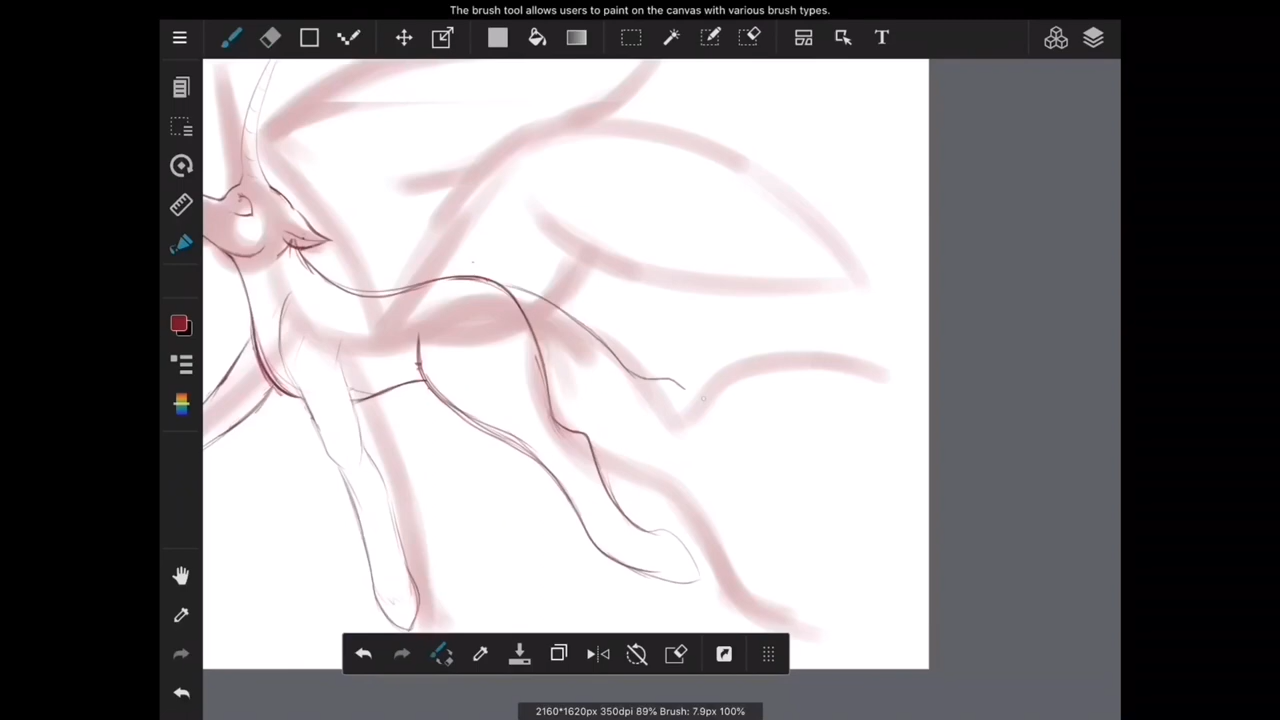 The brush tool allows users to paint on the canvas with various brush types.
T
2160*1620px 350dpi 89% Brush: 7.9px 100%